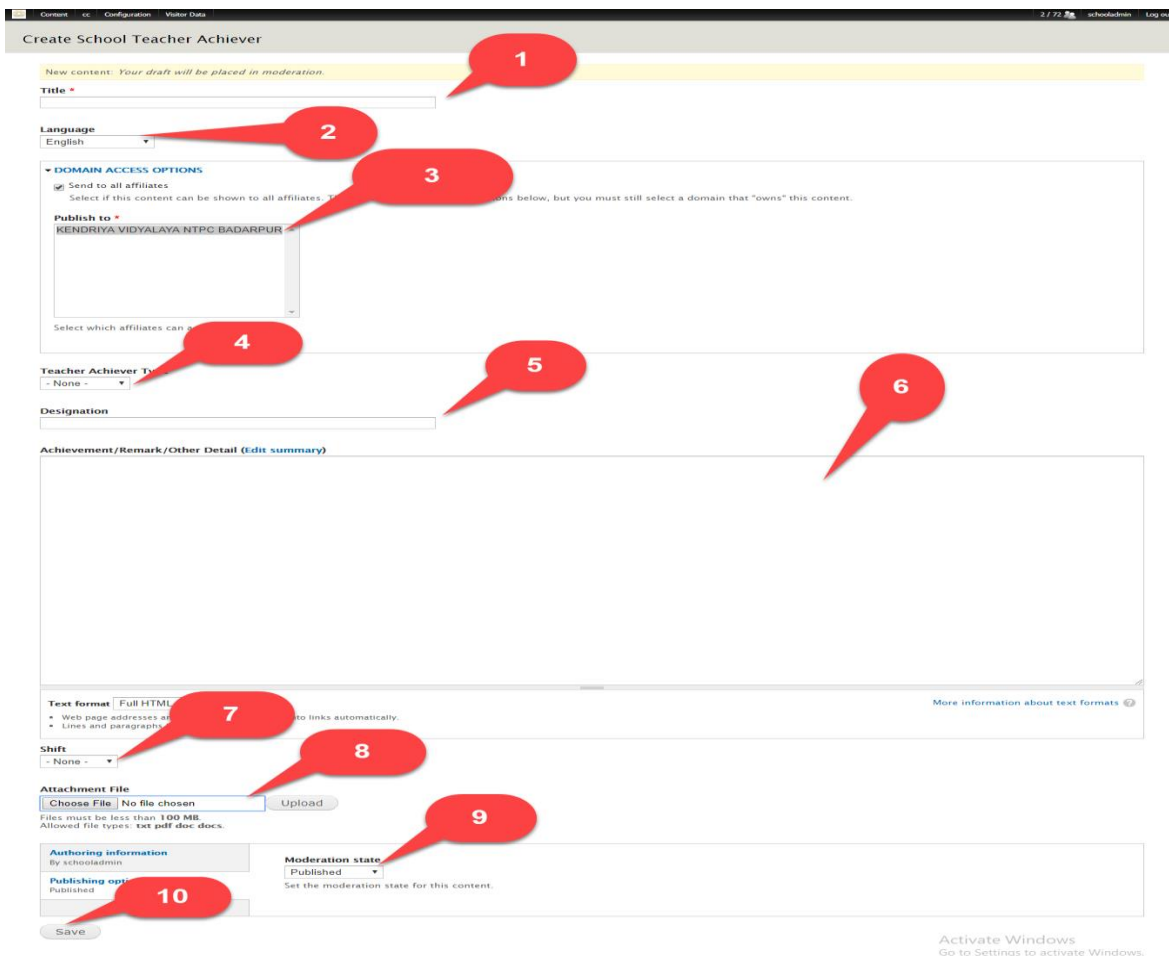 Content cc Configuration Visitor Data 2 / 72 schooladmin Log ou
Create School Teacher Achiever
1
New content: Your draft will be placed in moderation.
Title *
2
Language
English
3
DOMAIN ACCESS OPTIONS
Send to all affiliates
Select if this content can be shown to all affiliates. ns below, but you must still select a domain that "owns" this content.
Publish to *
KENDRIYA VIDYALAYA NTPC BADARPUR
Select which affiliates can
4
Teacher Achiever
- None -
5
6
Designation
Achievement/Remark/Other Detail (Edit summary)
Text format Full HTML More information about text formats
7
Web page addresses to links automatically.
Lines and paragraphs
Shift
- None -
8
Attachment File
Choose File No file chosen Upload
Files must be less than 100 MB.
Allowed file types: txt pdf doc docs.
9
Authoring information
By schooladmin
Moderation state
Published
Set the moderation state for this content.
Publishing opti
Published
10
Save
Activate Windows
Go to Settings to activate Windows.